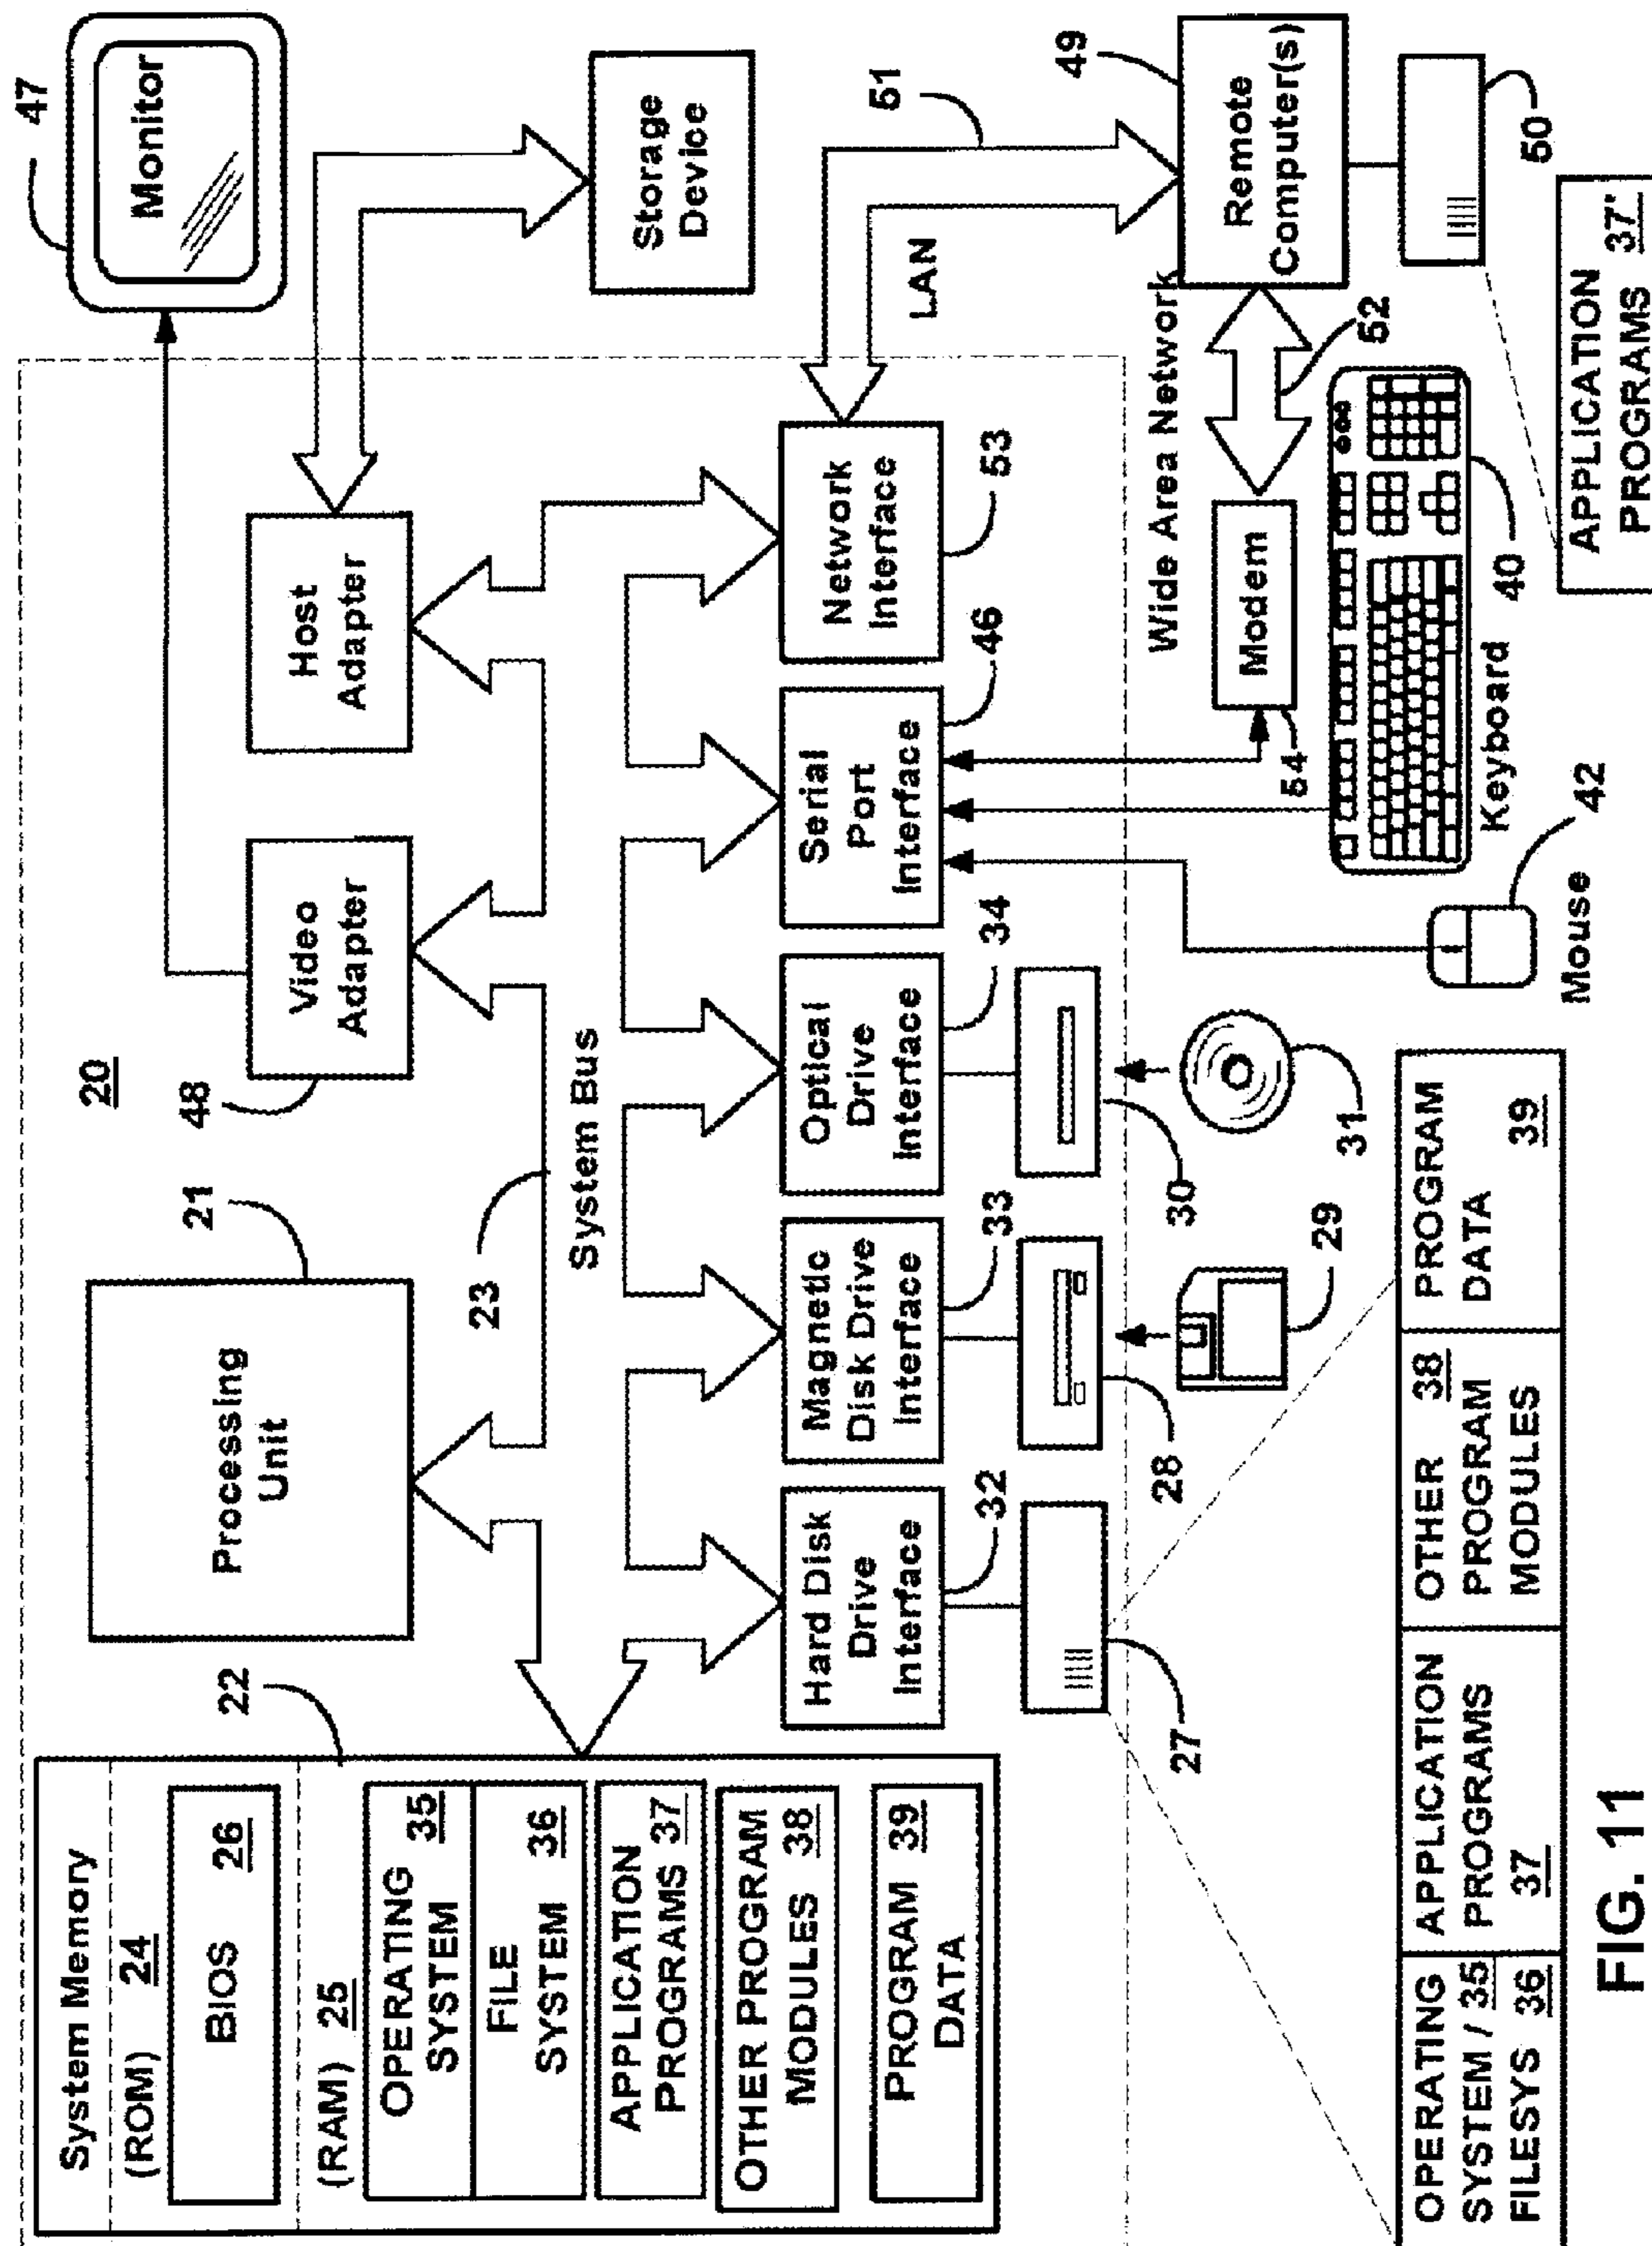 System Memory
(ROM) 24
BIOS 26
(RAM) 25
OPERATING
SYSTEM 35
FILE
SYSTEM 36
APPLICATION
PROGRAMS 37
OTHER PROGRAM
MODULES 38
PROGRAM 39
DATA
22
Processing
Unit
21
20
48
Video
Adapter
Host
Adapter
47
Monitor
Storage
Device
23
System Bus
Hard Disk
Drive
Interface
32
Magnetic
Disk Drive
Interface
33
Optical
Drive
Interface
34
Serial
Port
Interface
46
Network
Interface
53
LAN
51
27
28
29
30
31
Wide Area Network
Modem
54
52
49
Remote
Computer(s)
50
Keyboard
40
Mouse
42
OPERATING
SYSTEM / 35
FILESYS 36
APPLICATION
PROGRAMS
37
OTHER 38
PROGRAM
MODULES
PROGRAM
DATA
39
APPLICATION
PROGRAMS 37'
FIG. 11